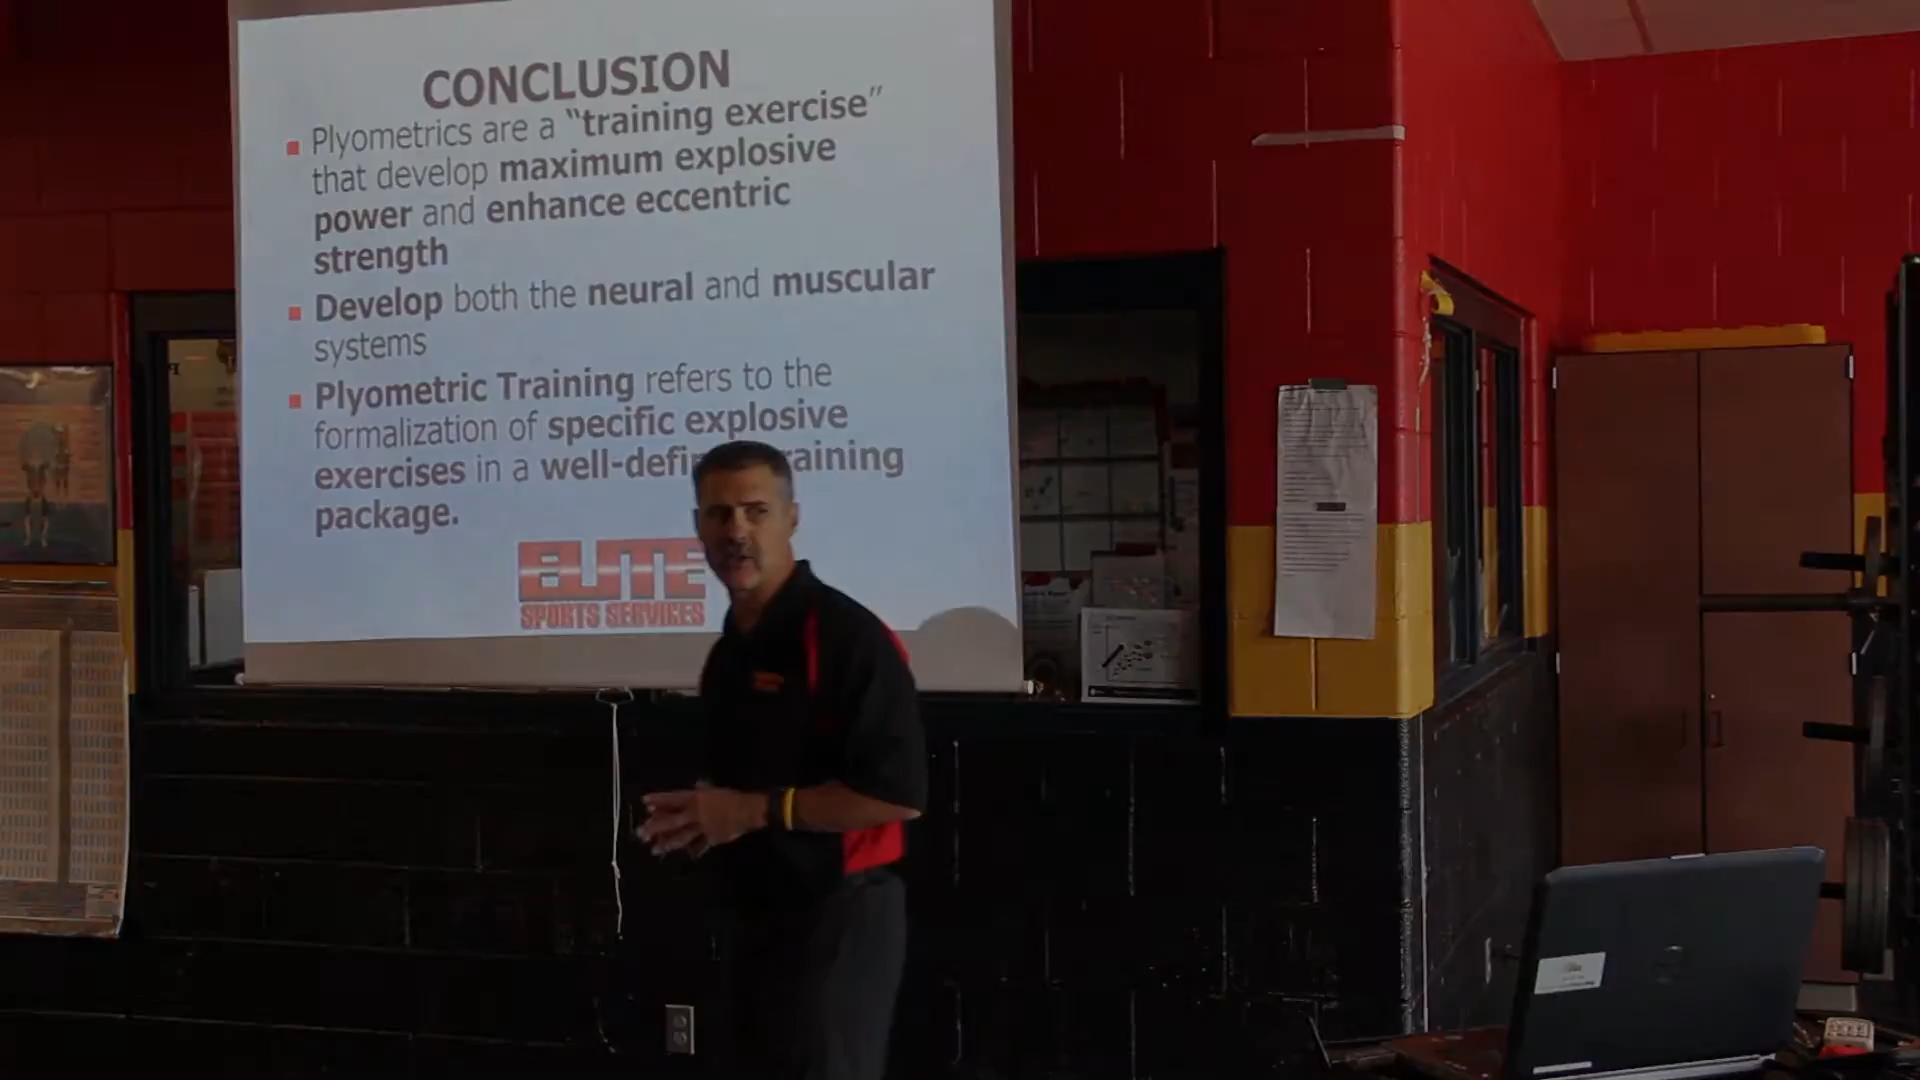 CONCLUSION
Plyometrics are a “training exercise”
that develop maximum explosive
power and enhance eccentric
strength
Develop both the neural and muscular
systems
Plyometric Training refers to the
formalization of specific explosive
exercises in a training
package.
ELITE
SPORTS SERVICES